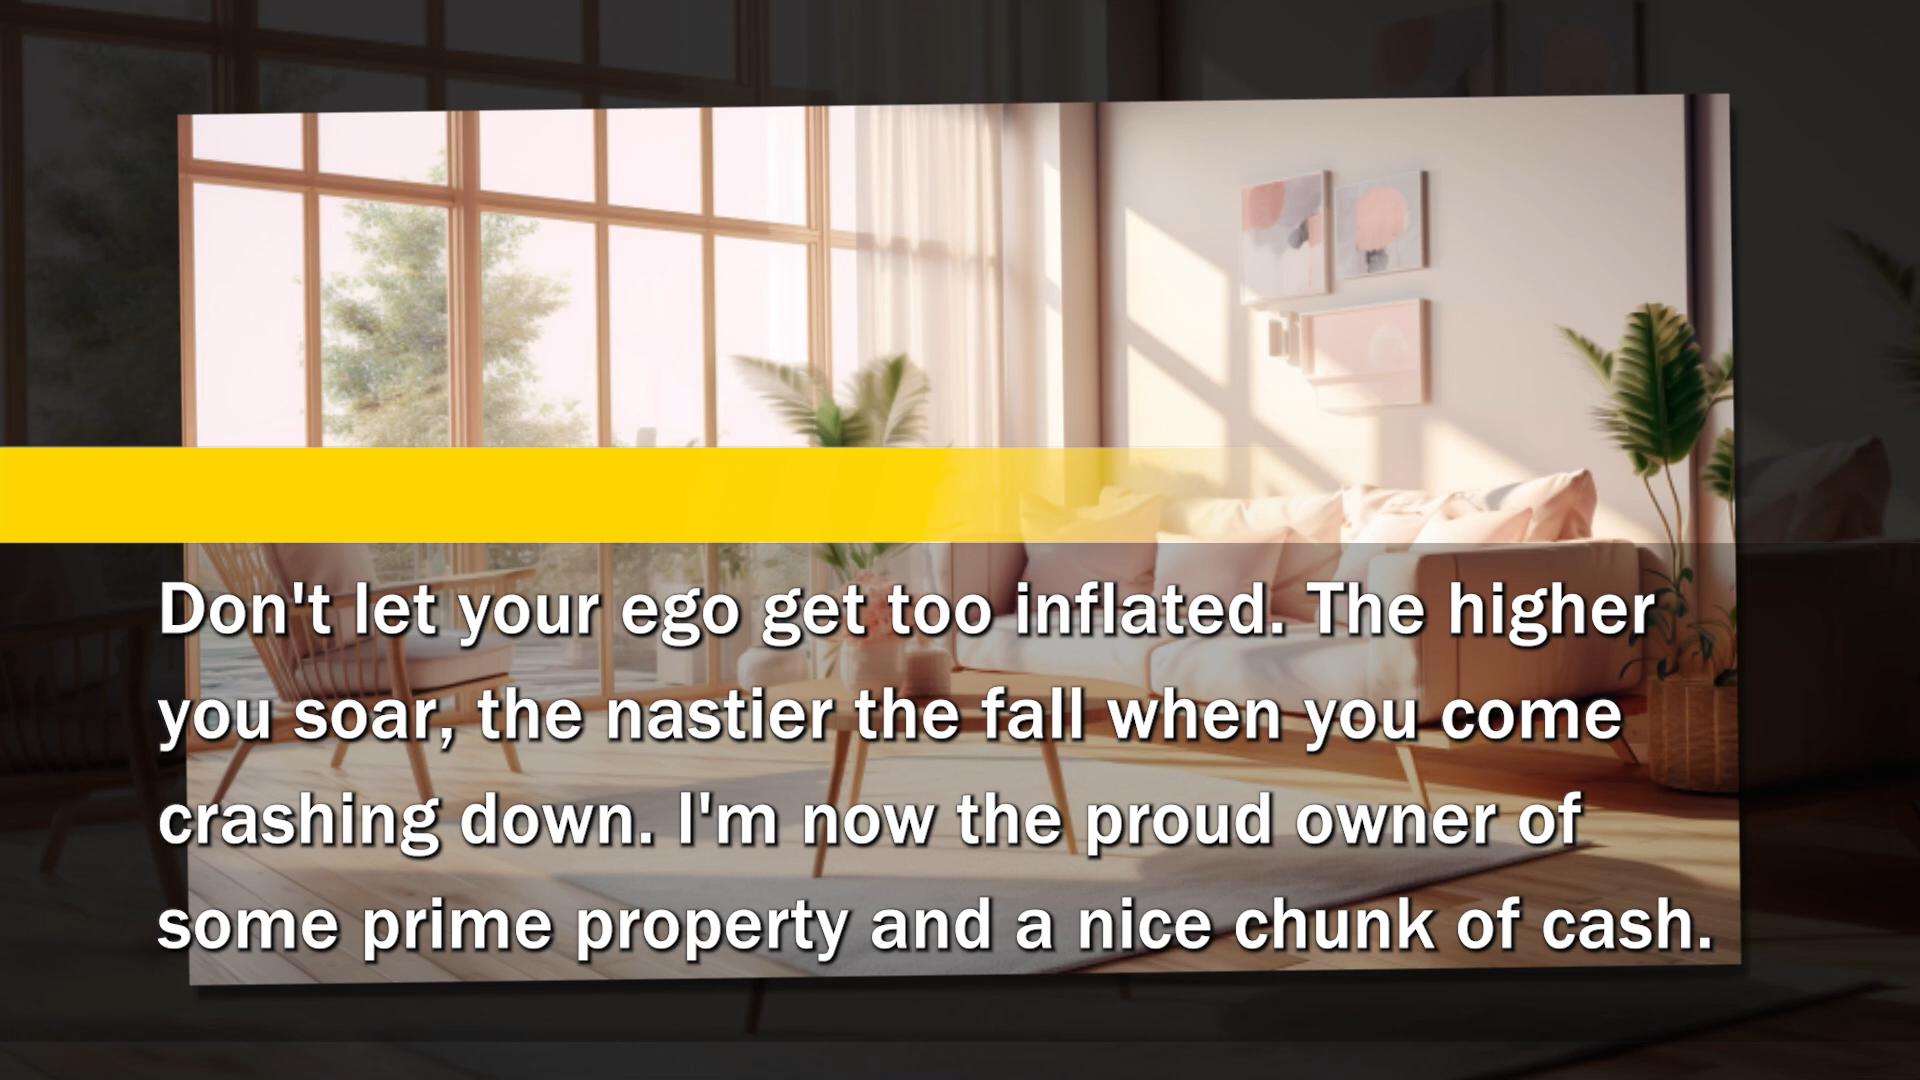 Don't let your ego get too inflated. The higher
you soar, the nastier the fall when you come
crashing down. I'm now the proud owner of
some prime property and a nice chunk of cash.